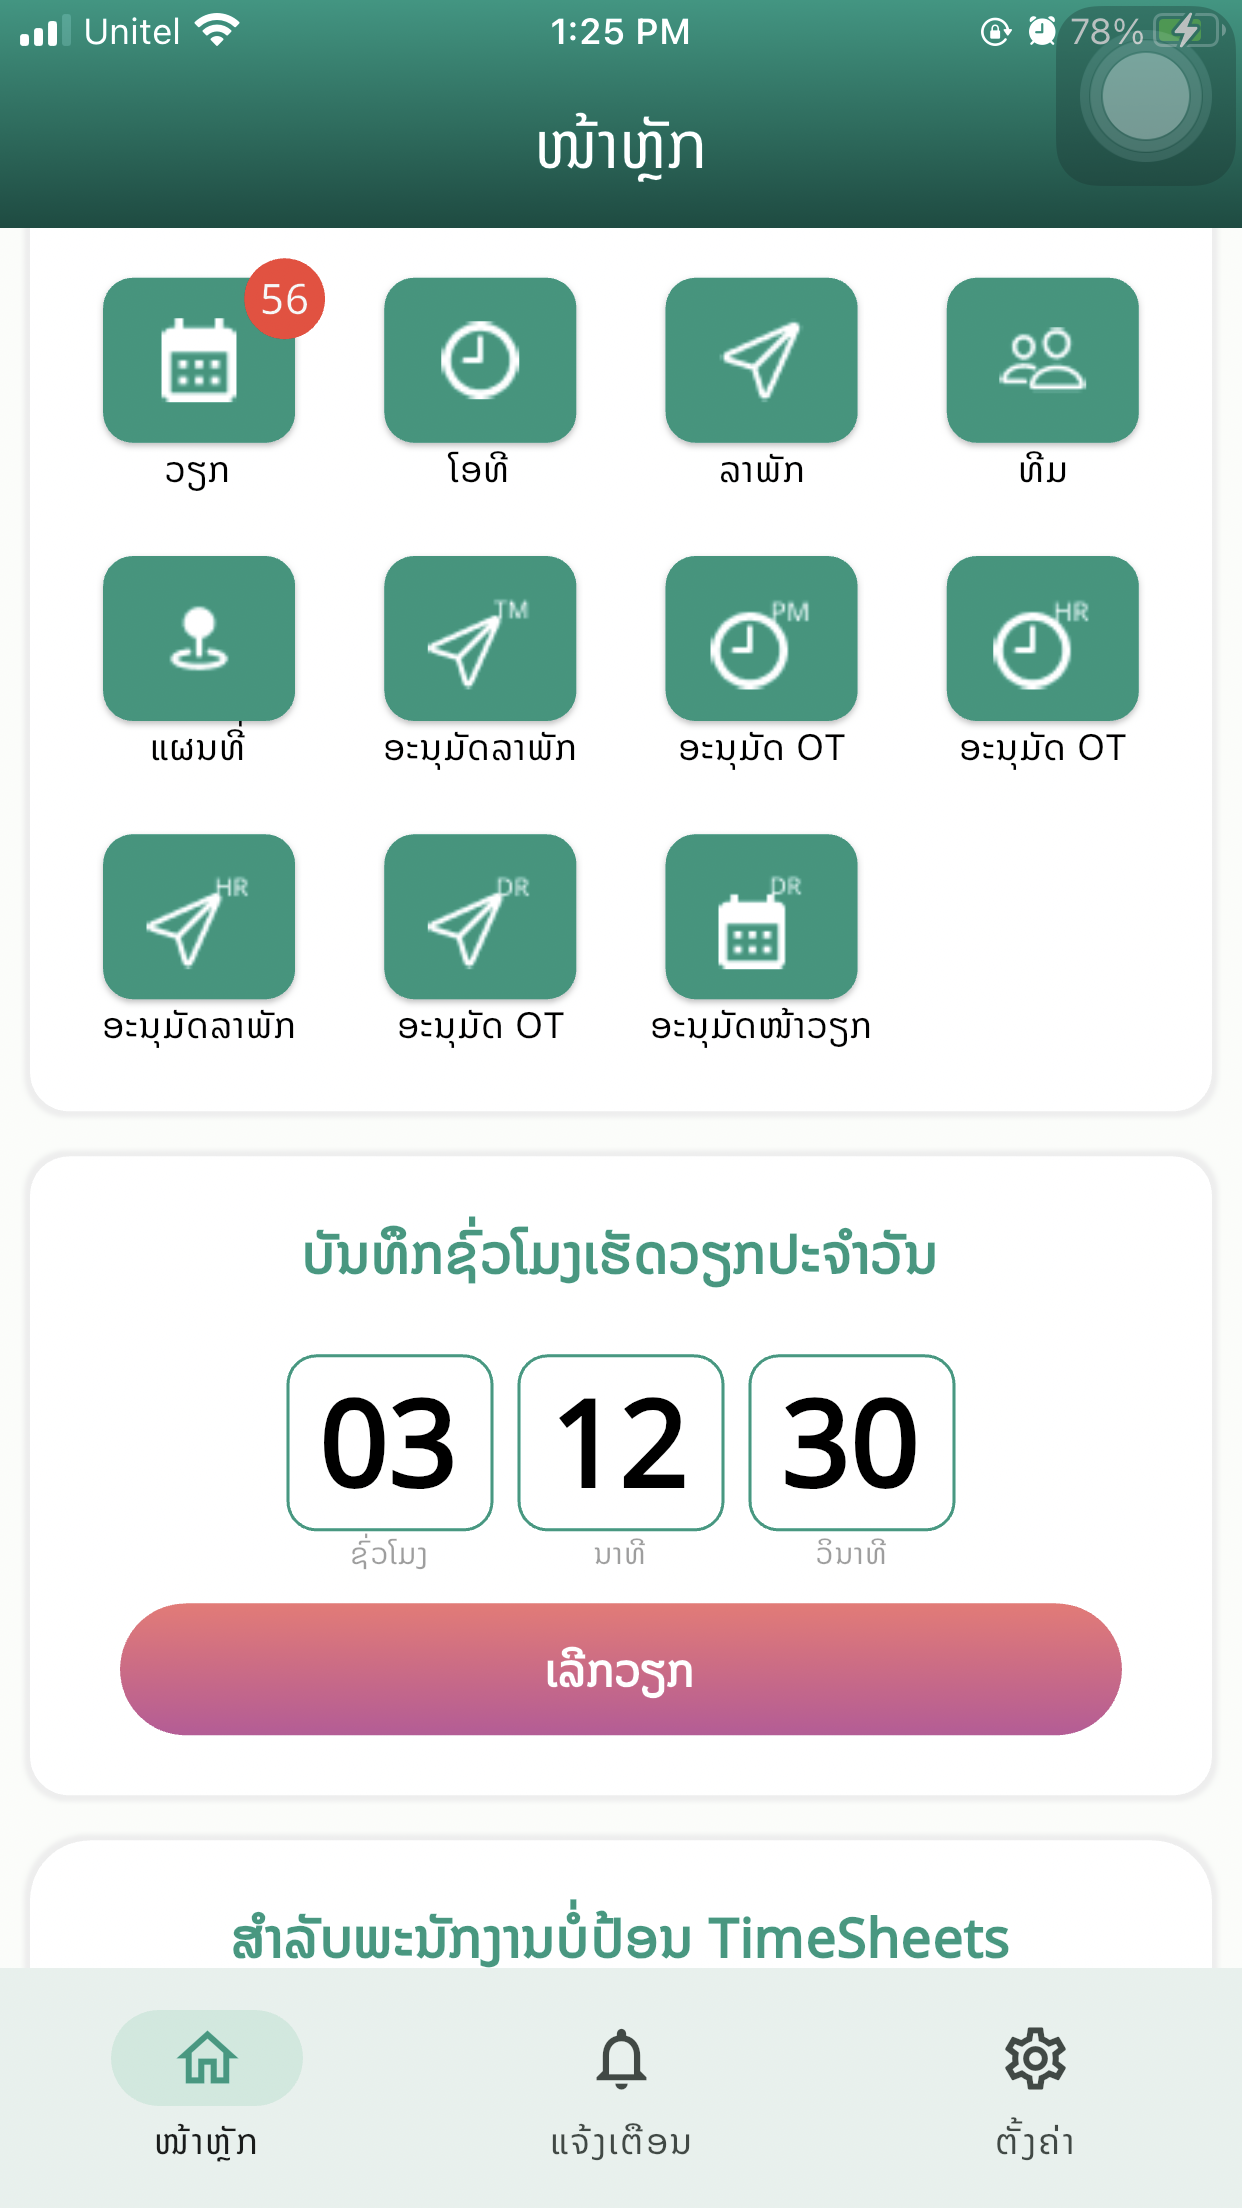 Unitel 1:25 PM 78%
ໜ້າຫຼັກ
56
ວຽກ ໂອທີ ລາພັກ ທີມ
TM PM HR
ແຜນທີ່ ອະນຸມັດລາພັກ ອະນຸມັດ OT ອະນຸມັດ OT
HR DR DR
ອະນຸມັດລາພັກ ອະນຸມັດ OT ອະນຸມັດໜ້າວຽກ
ບັນທຶກຊົ່ວໂມງເຮັດວຽກປະຈຳວັນ
03 12 30
ຊົ່ວໂມງ ນາທີ ວິນາທີ
ເລີກວຽກ
ສຳລັບພະນັກງານບໍ່ປ້ອນ TimeSheets
ໜ້າຫຼັກ ແຈ້ງເຕືອນ ຕັ້ງຄ່າ